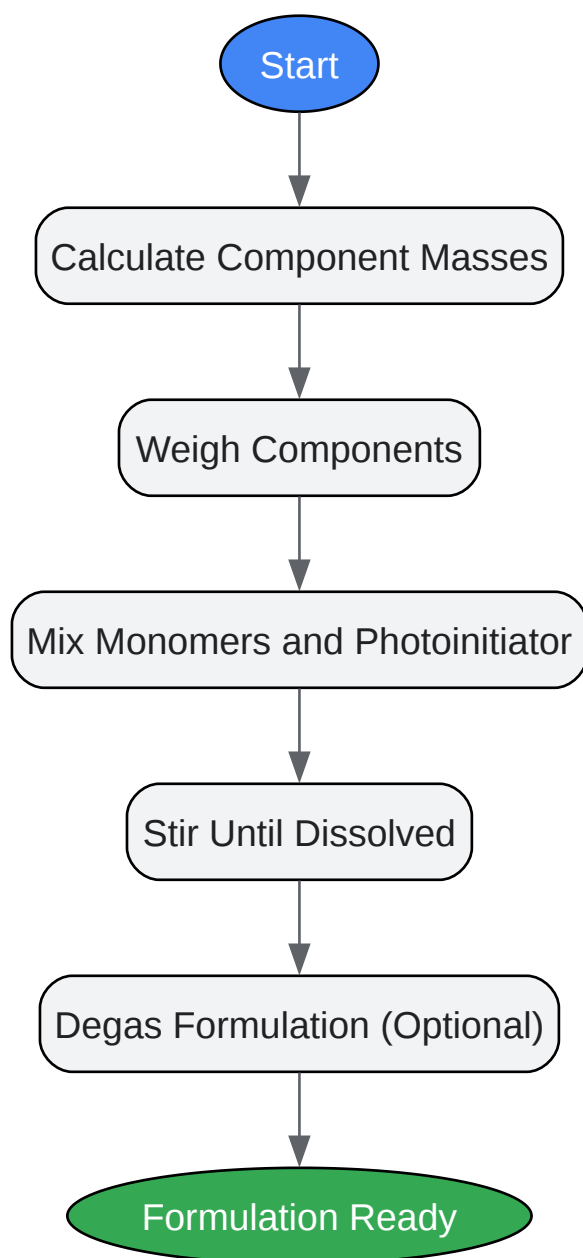 Start
Calculate Component Masses
Weigh Components
Mix Monomers and Photoinitiator
Stir Until Dissolved
Degas Formulation (Optional)
Formulation Ready